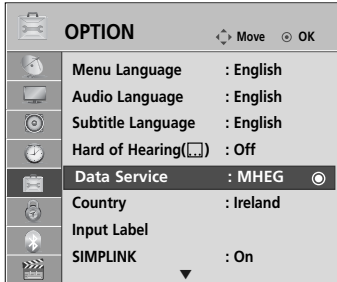 OPTION Move OK
Menu Language : English
Audio Language : English
Subtitle Language : English
Hard of Hearing( ) : Off
Data Service : MHEG
Country : Ireland
Input Label
SIMPLINK : On